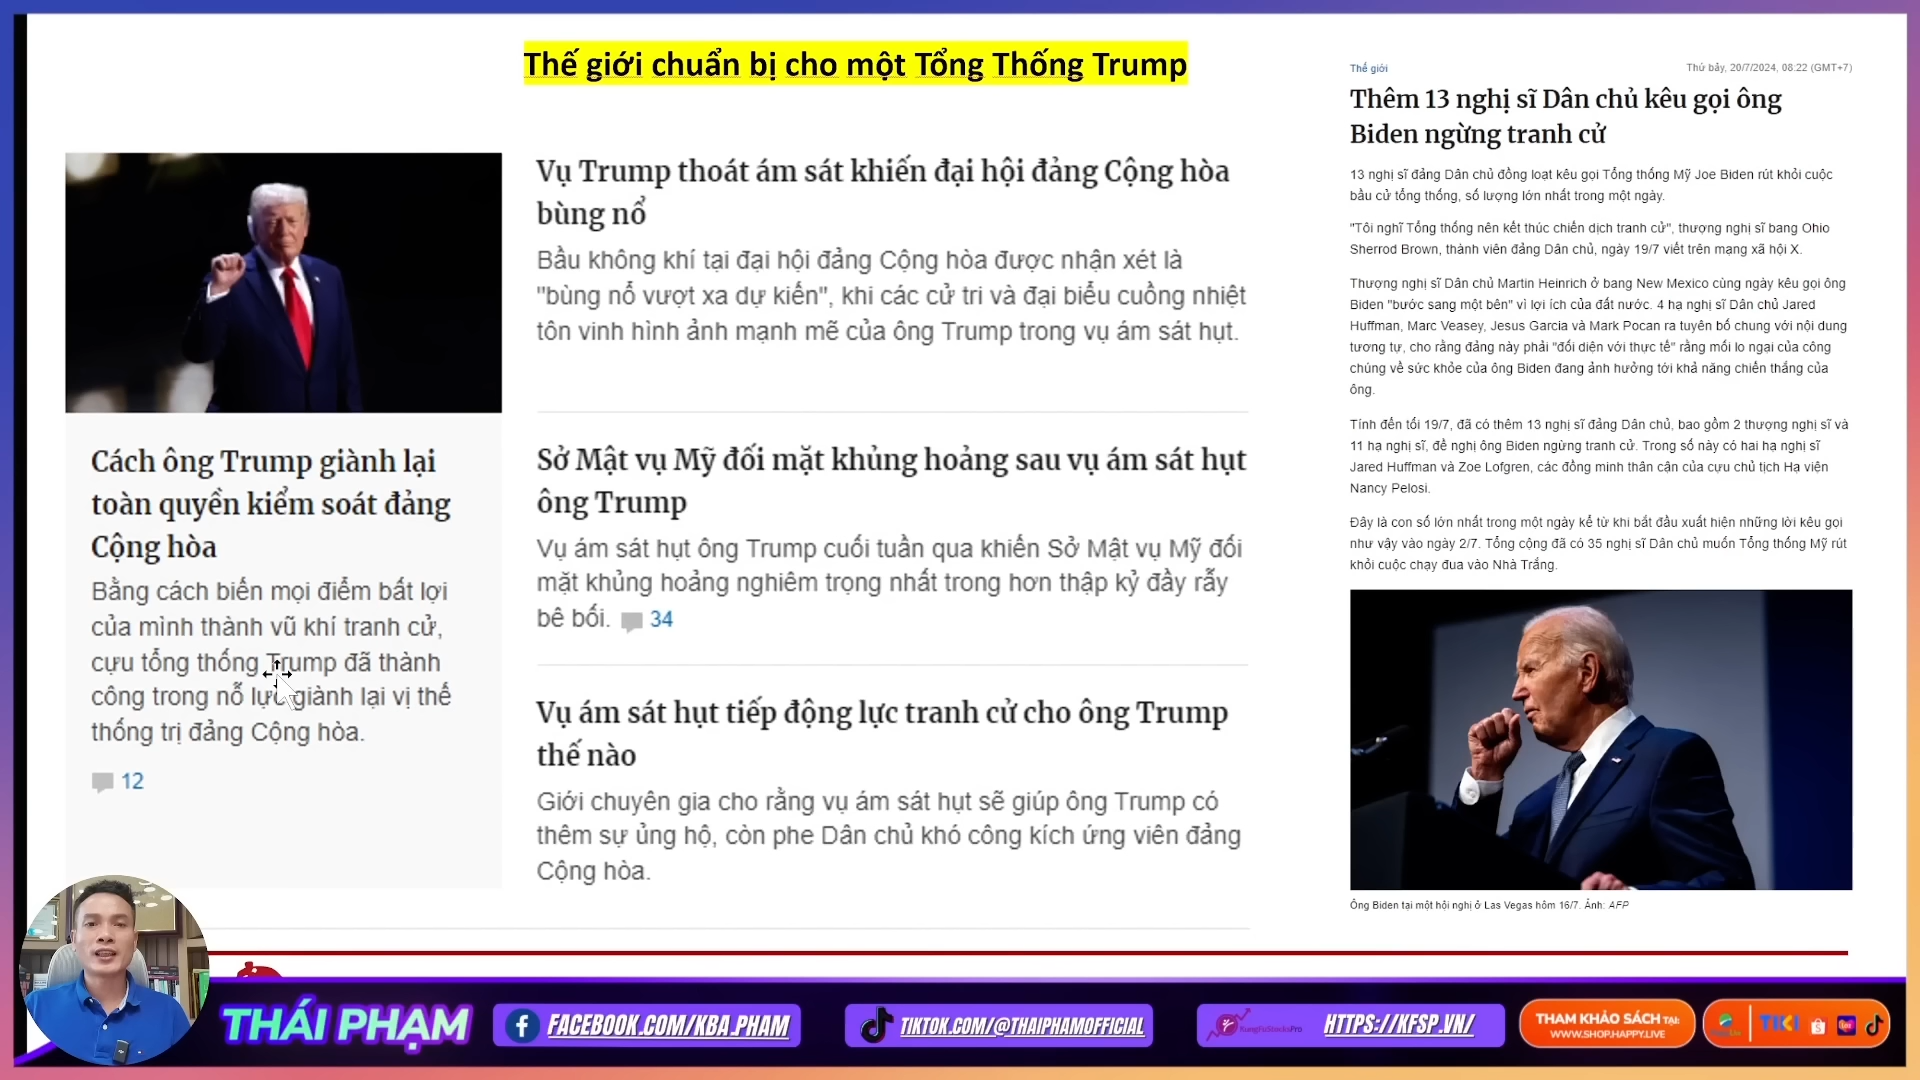 Thế giới chuẩn bị cho một Tổng Thống Trump
Cách ông Trump giành lại
toàn quyền kiểm soát đảng
Cộng hòa
Bằng cách biến mọi điểm bất lợi
của mình thành vũ khí tranh cử,
cựu tổng thống Trump đã thành
công trong nỗ lực giành lại vị thế
thống trị đảng Cộng hòa.
12
Vụ Trump thoát ám sát khiến đại hội đảng Cộng hòa
bùng nổ
Bầu không khí tại đại hội đảng Cộng hòa được nhận xét là
"bùng nổ vượt xa dự kiến", khi các cử tri và đại biểu cuồng nhiệt
tôn vinh hình ảnh mạnh mẽ của ông Trump trong vụ ám sát hụt.
Sở Mật vụ Mỹ đối mặt khủng hoảng sau vụ ám sát hụt
ông Trump
Vụ ám sát hụt ông Trump cuối tuần qua khiến Sở Mật vụ Mỹ đối
mặt khủng hoảng nghiêm trọng nhất trong hơn thập kỷ đầy rẫy
bê bối. 34
Vụ ám sát hụt tiếp động lực tranh cử cho ông Trump
thế nào
Giới chuyên gia cho rằng vụ ám sát hụt sẽ giúp ông Trump có
thêm sự ủng hộ, còn phe Dân chủ khó công kích ứng viên đảng
Cộng hòa.
Thế giới
Thứ bảy, 20/7/2024, 08:22 (GMT+7)
Thêm 13 nghị sĩ Dân chủ kêu gọi ông
Biden ngừng tranh cử
13 nghị sĩ đảng Dân chủ đồng loạt kêu gọi Tổng thống Mỹ Joe Biden rút khỏi cuộc
bầu cử tổng thống, số lượng lớn nhất trong một ngày.
"Tôi nghĩ Tổng thống nên kết thúc chiến dịch tranh cử", thượng nghị sĩ bang Ohio
Sherrod Brown, thành viên đảng Dân chủ, ngày 19/7 viết trên mạng xã hội X.
Thượng nghị sĩ Dân chủ Martin Heinrich ở bang New Mexico cùng ngày kêu gọi ông
Biden "bước sang một bên" vì lợi ích của đất nước. 4 hạ nghị sĩ Dân chủ Jared
Huffman, Marc Veasey, Jesus Garcia và Mark Pocan ra tuyên bố chung với nội dung
tương tự, cho rằng đảng này phải "đối diện với thực tế" rằng mối lo ngại của công
chúng về sức khỏe của ông Biden đang ảnh hưởng tới khả năng chiến thắng của
ông.
Tính đến tối 19/7, đã có thêm 13 nghị sĩ đảng Dân chủ, bao gồm 2 thượng nghị sĩ và
11 hạ nghị sĩ, đề nghị ông Biden ngừng tranh cử. Trong số này có hai hạ nghị sĩ
Jared Huffman và Zoe Lofgren, các đồng minh thân cận của cựu chủ tịch Hạ viện
Nancy Pelosi.
Đây là con số lớn nhất trong một ngày kể từ khi bắt đầu xuất hiện những lời kêu gọi
như vậy vào ngày 2/7. Tổng cộng đã có 35 nghị sĩ Dân chủ muốn Tổng thống Mỹ rút
khỏi cuộc chạy đua vào Nhà Trắng.
Ông Biden tại một hội nghị ở Las Vegas hôm 16/7. Ảnh: AFP
THÁI PHẠM
FACEBOOK.COM/KBA.PHAM
TIKTOK.COM/@THAIPHAMOFFICIAL
KungFuStocksPro
HTTPS://KFSP.VN/
THAM KHẢO SÁCH TẠI:
WWW.SHOP.HAPPY.LIVE
TIKI